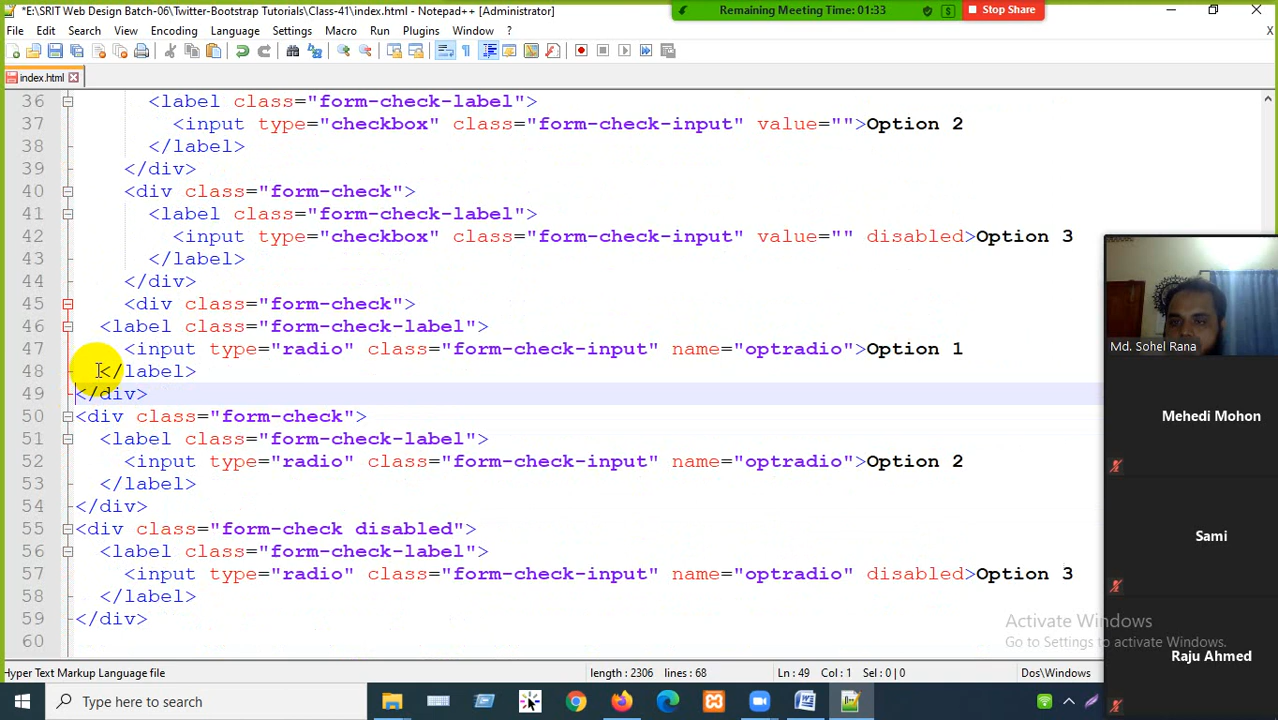 *E:\SRIT Web Design Batch-06\Twitter-Bootstrap Tutorials\Class-41\index.html - Notepad++ [Administrator]
Remaining Meeting Time: 01:33
Stop Share
File Edit Search View Encoding Language Settings Macro Run Plugins Window ?
X
index.html
36 <label class="form-check-label">
37 <input type="checkbox" class="form-check-input" value="">Option 2
38 </label>
39 </div>
40 <div class="form-check">
41 <label class="form-check-label">
42 <input type="checkbox" class="form-check-input" value="" disabled>Option 3
43 </label>
44 </div>
45 <div class="form-check">
46 <label class="form-check-label">
47 <input type="radio" class="form-check-input" name="optradio">Option 1
48 </label>
49 </div>
50 <div class="form-check">
51 <label class="form-check-label">
52 <input type="radio" class="form-check-input" name="optradio">Option 2
53 </label>
54 </div>
55 <div class="form-check disabled">
56 <label class="form-check-label">
57 <input type="radio" class="form-check-input" name="optradio" disabled>Option 3
58 </label>
59 </div>
60
Md. Sohel Rana
Mehedi Mohon
Sami
Raju Ahmed
Activate Windows
Go to Settings to activate Windows.
Hyper Text Markup Language file length : 2306 lines : 68 Ln : 49 Col : 1 Sel : 0 | 0 Dos\Windows
Type here to search